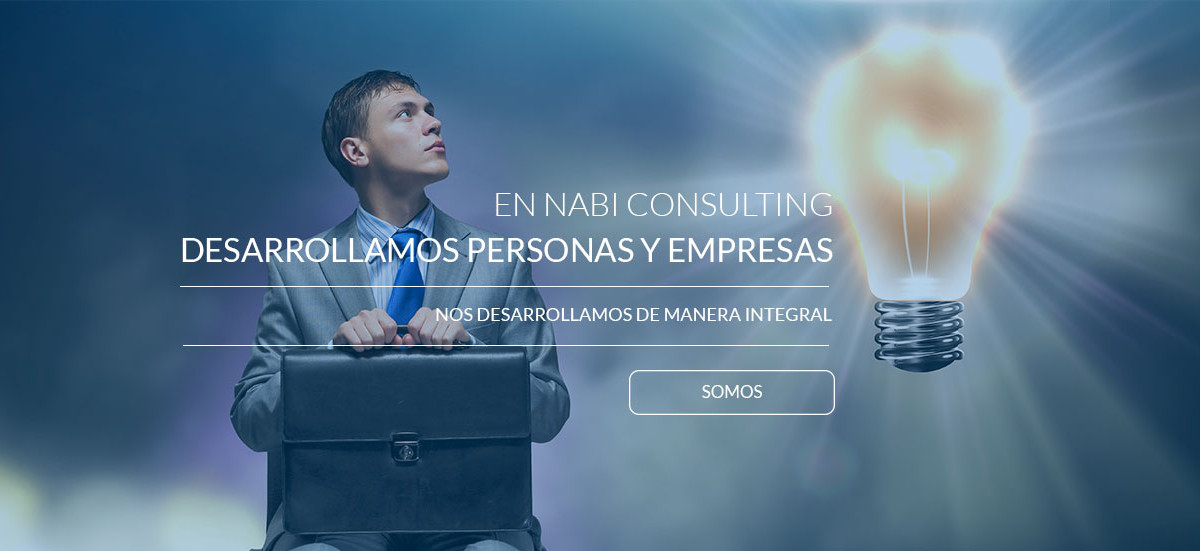 EN NABI CONSULTING
DESARROLLAMOS PERSONAS Y EMPRESAS
NOS DESARROLLAMOS DE MANERA INTEGRAL
SOMOS